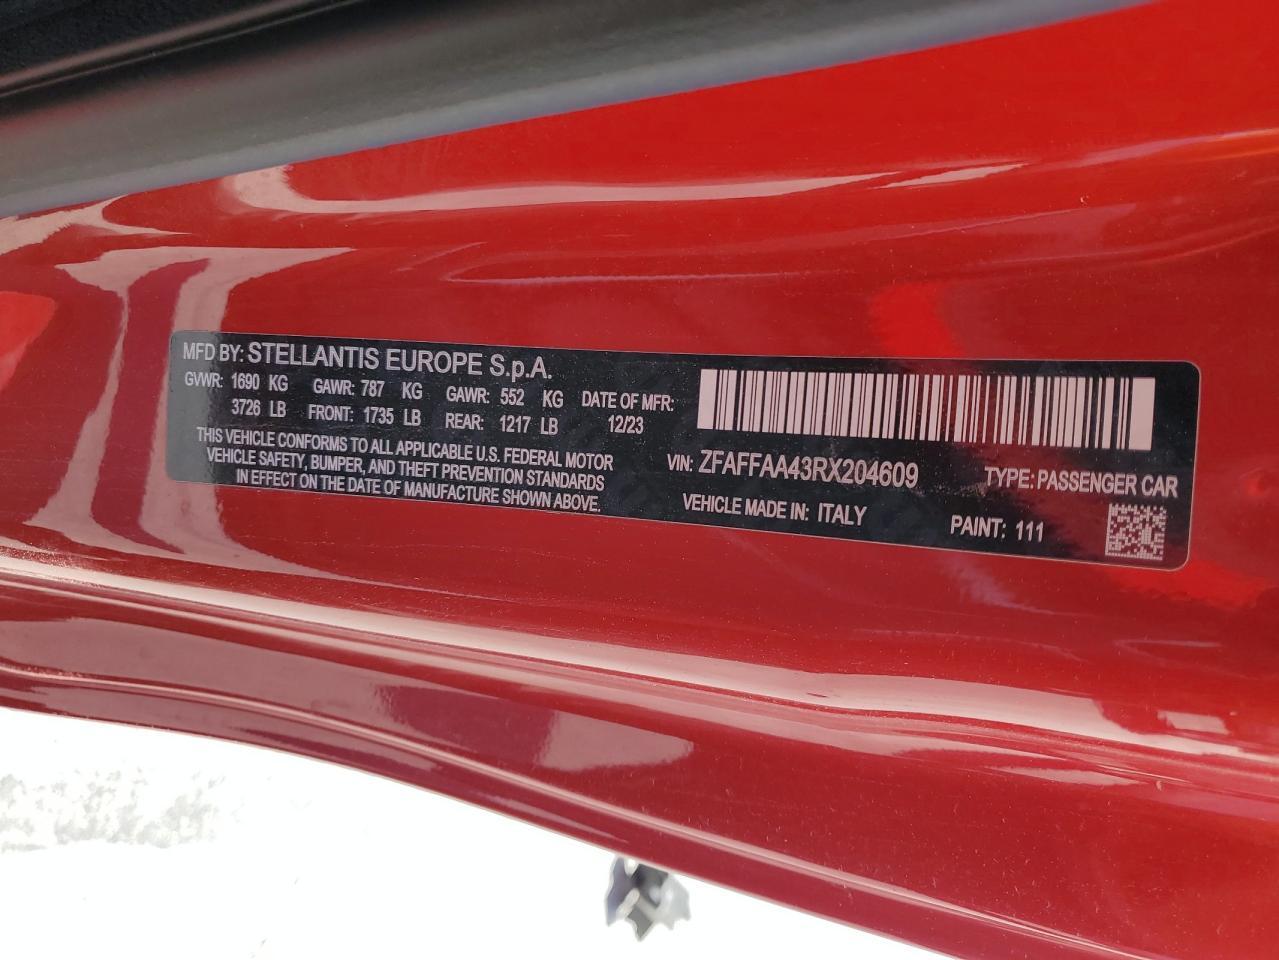 MFD BY: STELLANTIS EUROPE S.p.A.
GVWR: 1690 KG GAWR: 787 KG GAWR: 552 KG DATE OF MFR:
3726 LB FRONT: 1735 LB REAR: 1217 LB 12/23
THIS VEHICLE CONFORMS TO ALL APPLICABLE U.S. FEDERAL MOTOR
VEHICLE SAFETY, BUMPER, AND THEFT PREVENTION STANDARDS
IN EFFECT ON THE DATE OF MANUFACTURE SHOWN ABOVE.
VIN: ZFAFFAA43RX204609 TYPE: PASSENGER CAR
VEHICLE MADE IN: ITALY PAINT: 111